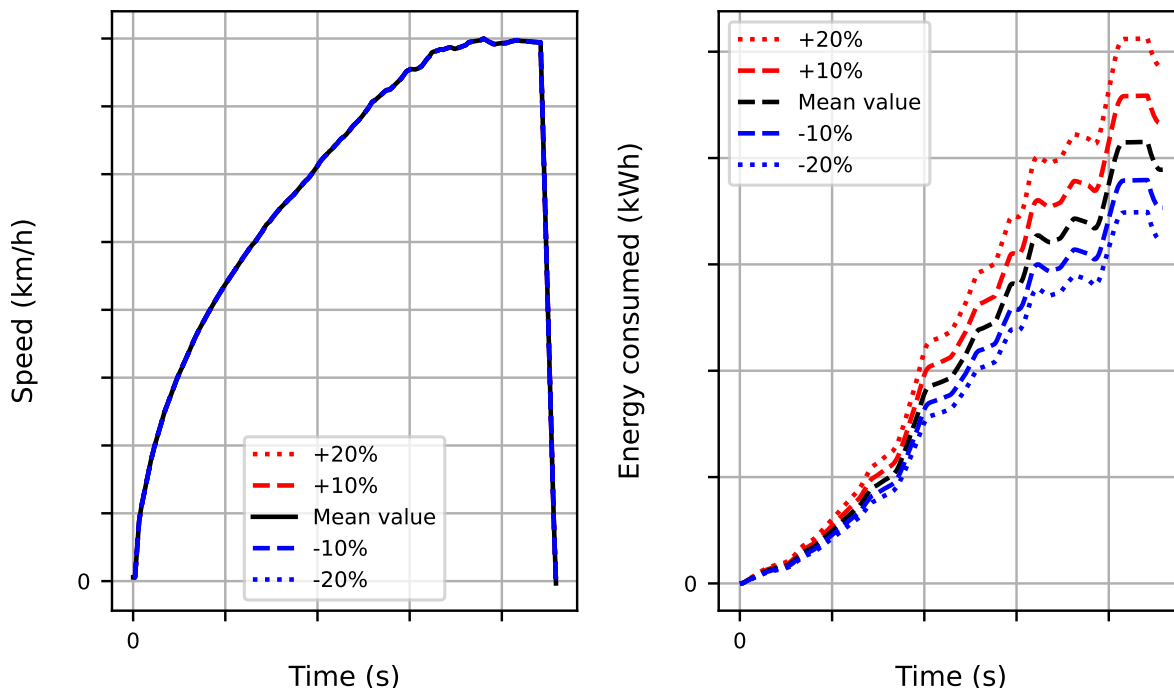 Speed (km/h)
0
+20%
+10%
Mean value
-10%
-20%
0
Time (s)
Energy consumed (kWh)
+20%
+10%
Mean value
-10%
-20%
0
0
Time (s)